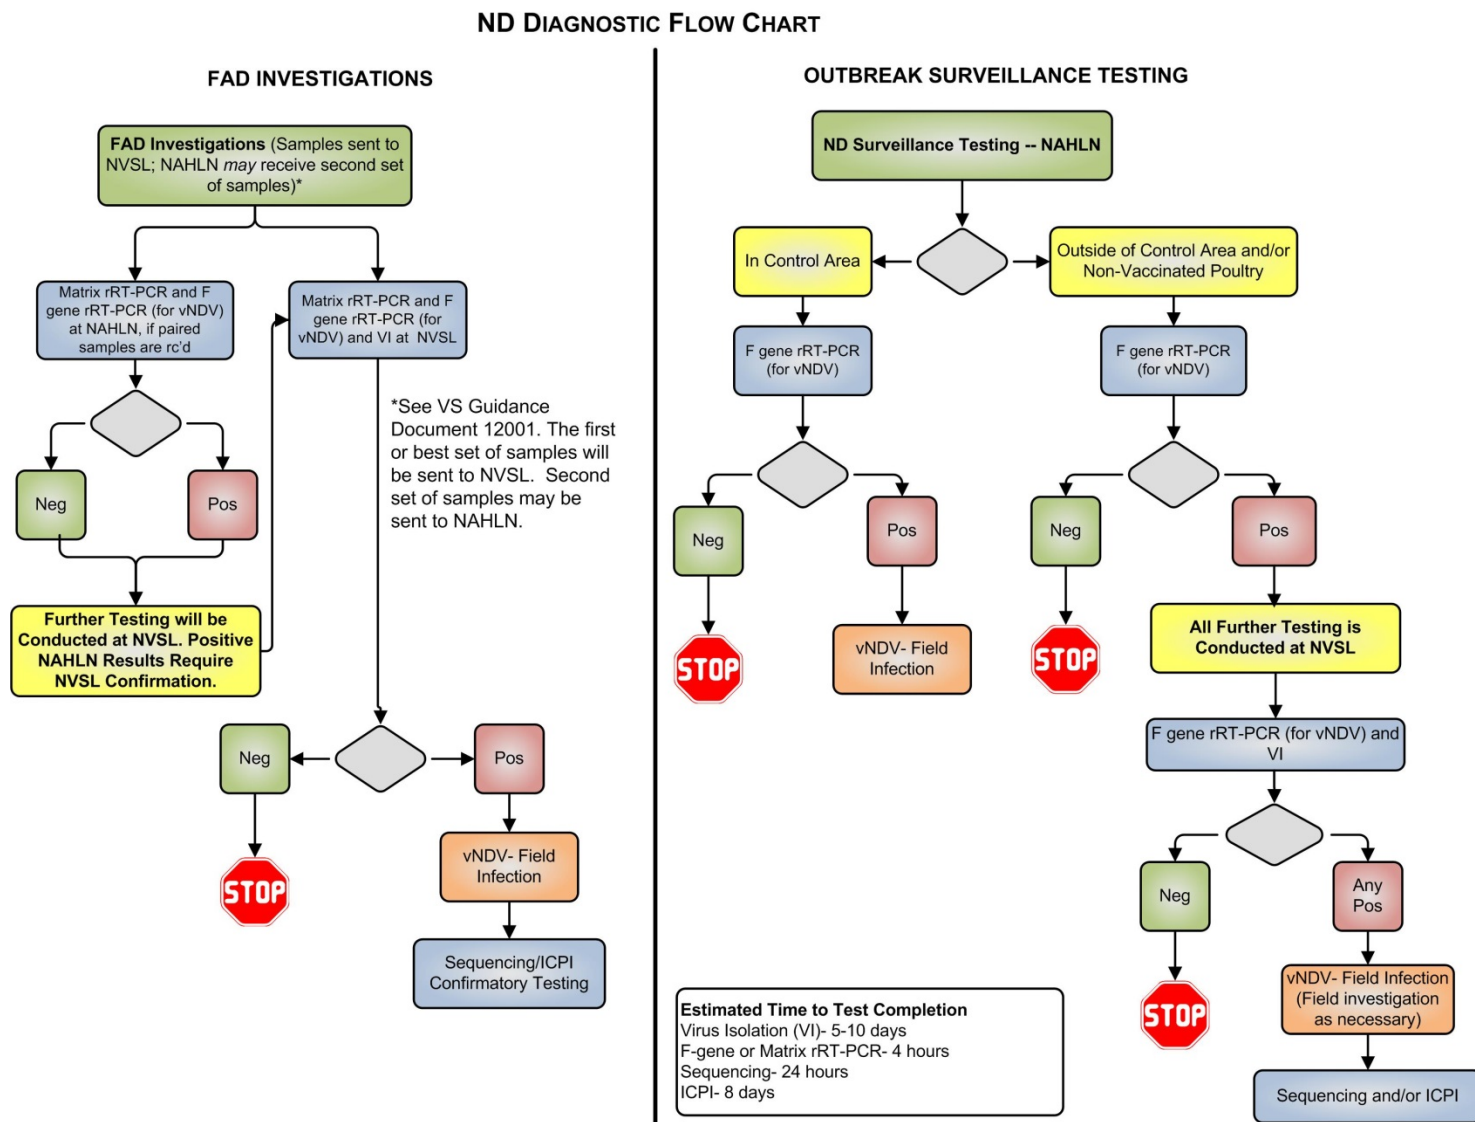 ND DIAGNOSTIC FLOW CHART
FAD INVESTIGATIONS
FAD Investigations (Samples sent to
NVSL; NAHLN may receive second set
of samples)*
Matrix rRT-PCR and F
gene rRT-PCR (for vNDV)
at NAHLN, if paired
samples are rc'd
Matrix rRT-PCR and F
gene rRT-PCR (for
vNDV) and VI at NVSL
Neg
Pos
*See VS Guidance
Document 12001. The first
or best set of samples will
be sent to NVSL. Second
set of samples may be
sent to NAHLN.
Further Testing will be
Conducted at NVSL. Positive
NAHLN Results Require
NVSL Confirmation.
Neg
Pos
STOP
vNDV- Field
Infection
Sequencing/ICPI
Confirmatory Testing
OUTBREAK SURVEILLANCE TESTING
ND Surveillance Testing -- NAHLN
In Control Area
Outside of Control Area and/or
Non-Vaccinated Poultry
F gene rRT-PCR
(for vNDV)
F gene rRT-PCR
(for vNDV)
Neg
Pos
Neg
Pos
STOP
vNDV- Field
Infection
STOP
All Further Testing is
Conducted at NVSL
F gene rRT-PCR (for vNDV) and
VI
Neg
Any
Pos
STOP
vNDV- Field Infection
(Field investigation
as necessary)
Sequencing and/or ICPI
Estimated Time to Test Completion
Virus Isolation (VI)- 5-10 days
F-gene or Matrix rRT-PCR- 4 hours
Sequencing- 24 hours
ICPI- 8 days